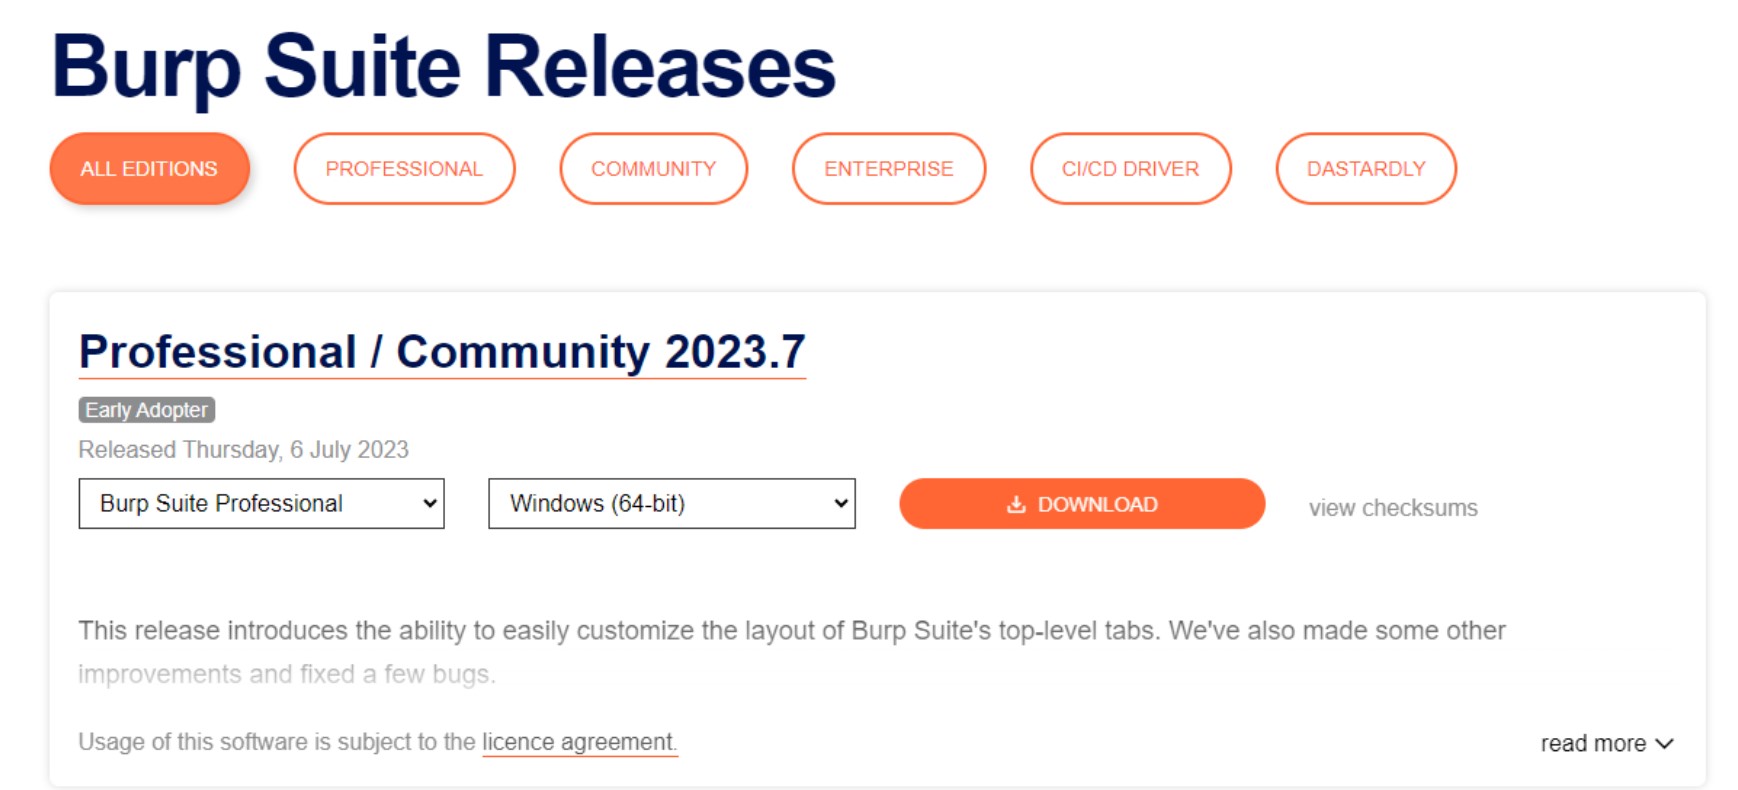 Burp Suite Releases
ALL EDITIONS PROFESSIONAL COMMUNITY ENTERPRISE CI/CD DRIVER DASTARDLY
Professional / Community 2023.7
Early Adopter
Released Thursday, 6 July 2023
Burp Suite Professional Windows (64-bit) DOWNLOAD view checksums
This release introduces the ability to easily customize the layout of Burp Suite's top-level tabs. We've also made some other
improvements and fixed a few bugs.
Usage of this software is subject to the licence agreement. read more